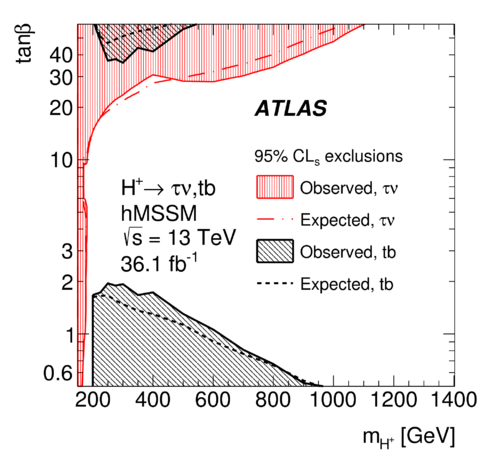 tanβ
40
30
20
10
3
2
1
0.6
ATLAS
95% CLs exclusions
Observed, τν
Expected, τν
Observed, tb
Expected, tb
H⁺→ τν,tb
hMSSM
√s = 13 TeV
36.1 fb⁻¹
200 400 600 800 1000 1200 1400
m_H⁺ [GeV]